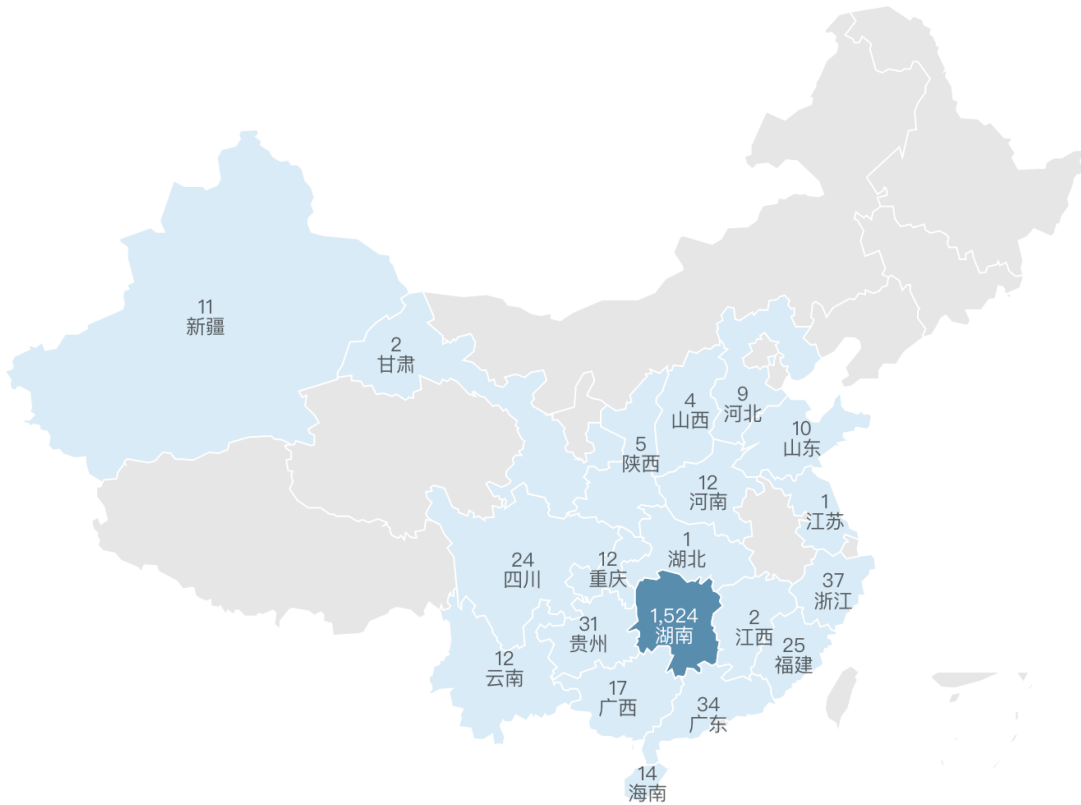 11
新疆
2
甘肃
9
河北
4
山西
10
山东
5
陕西
12
河南
1
江苏
1
湖北
24
四川
12
重庆
37
浙江
1,524
湖南
2
江西
31
贵州
25
福建
12
云南
17
广西
34
广东
14
海南